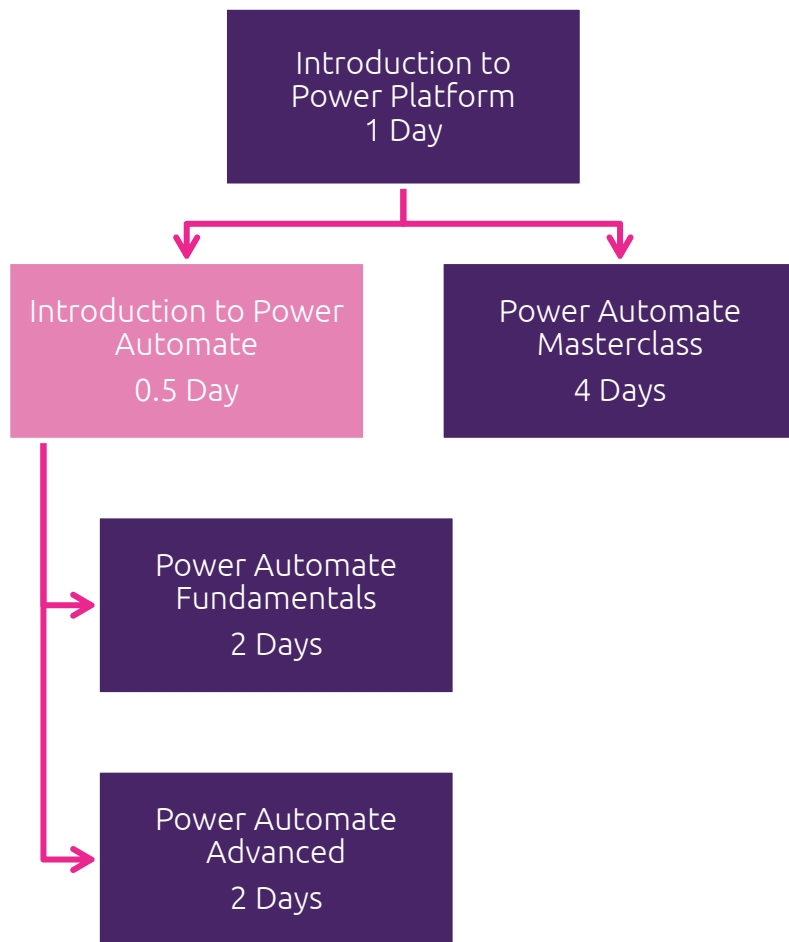 Introduction to
Power Platform
1 Day
Introduction to Power
Automate
0.5 Day
Power Automate
Masterclass
4 Days
Power Automate
Fundamentals
2 Days
Power Automate
Advanced
2 Days